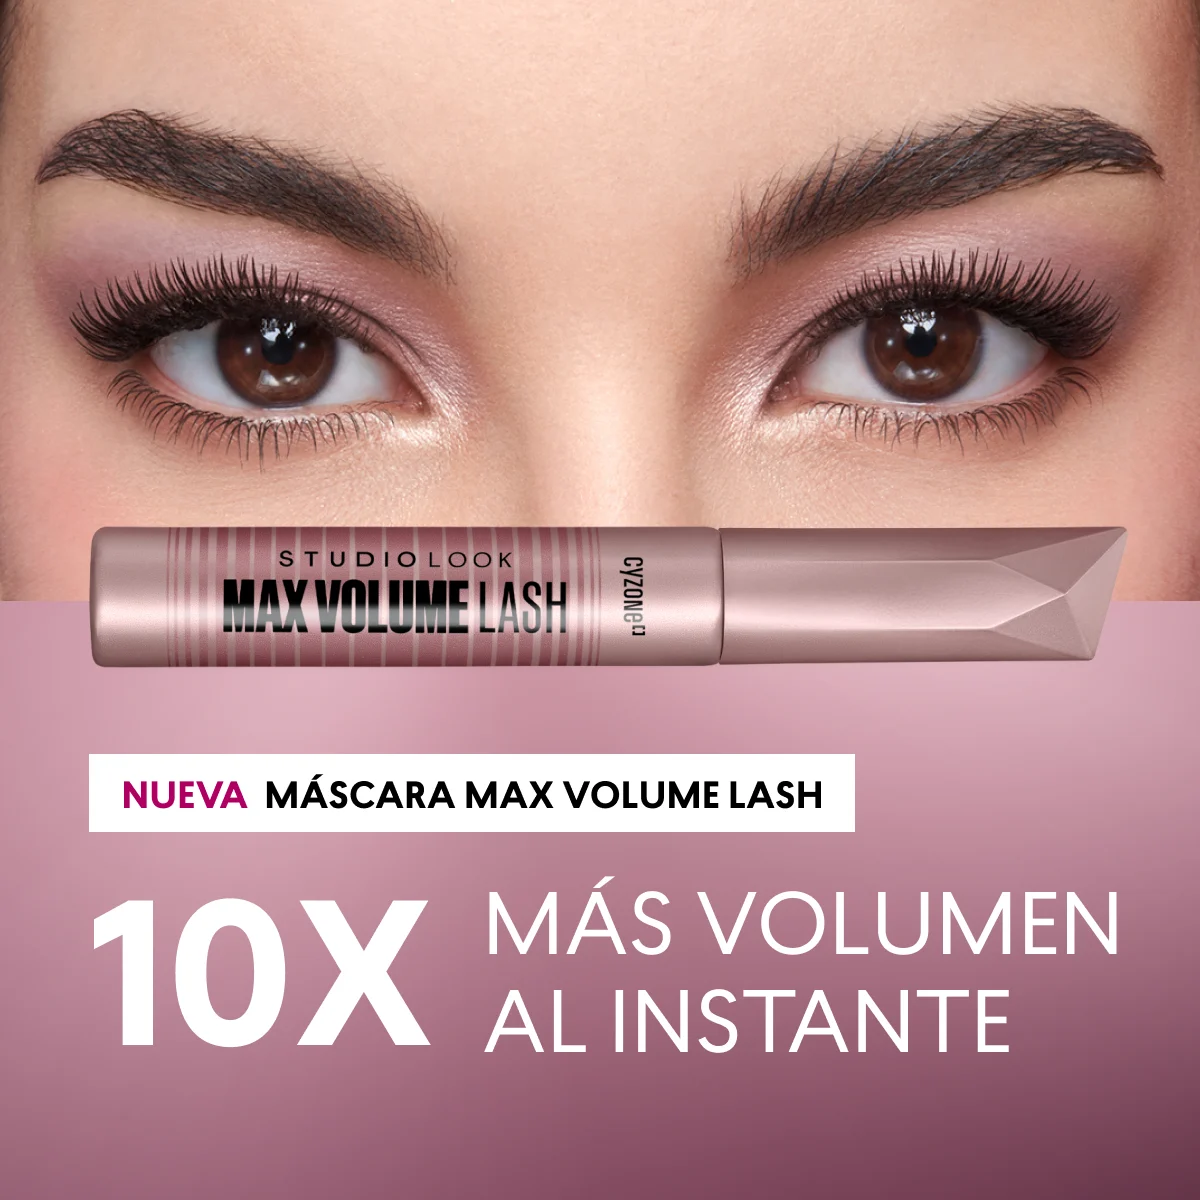 STUDIO LOOK
MAX VOLUME LASH
cyzone
NUEVA MÁSCARA MAX VOLUME LASH
10X MÁS VOLUMEN
AL INSTANTE